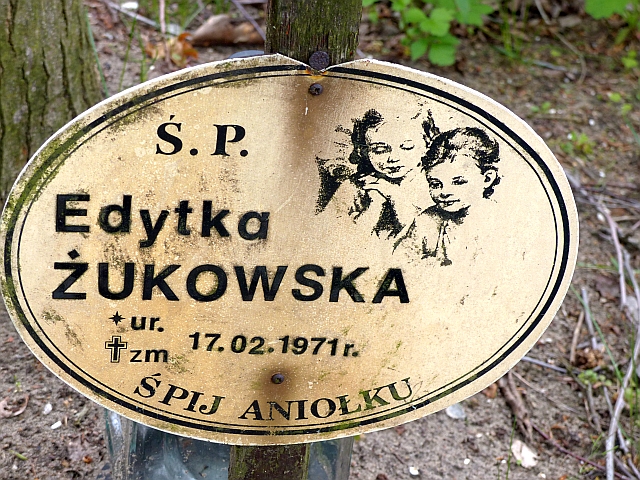 Ś.P.
Edytka
ŻUKOWSKA
ur.
zm 17.02.1971r.
ŚPIJ ANIOŁKU